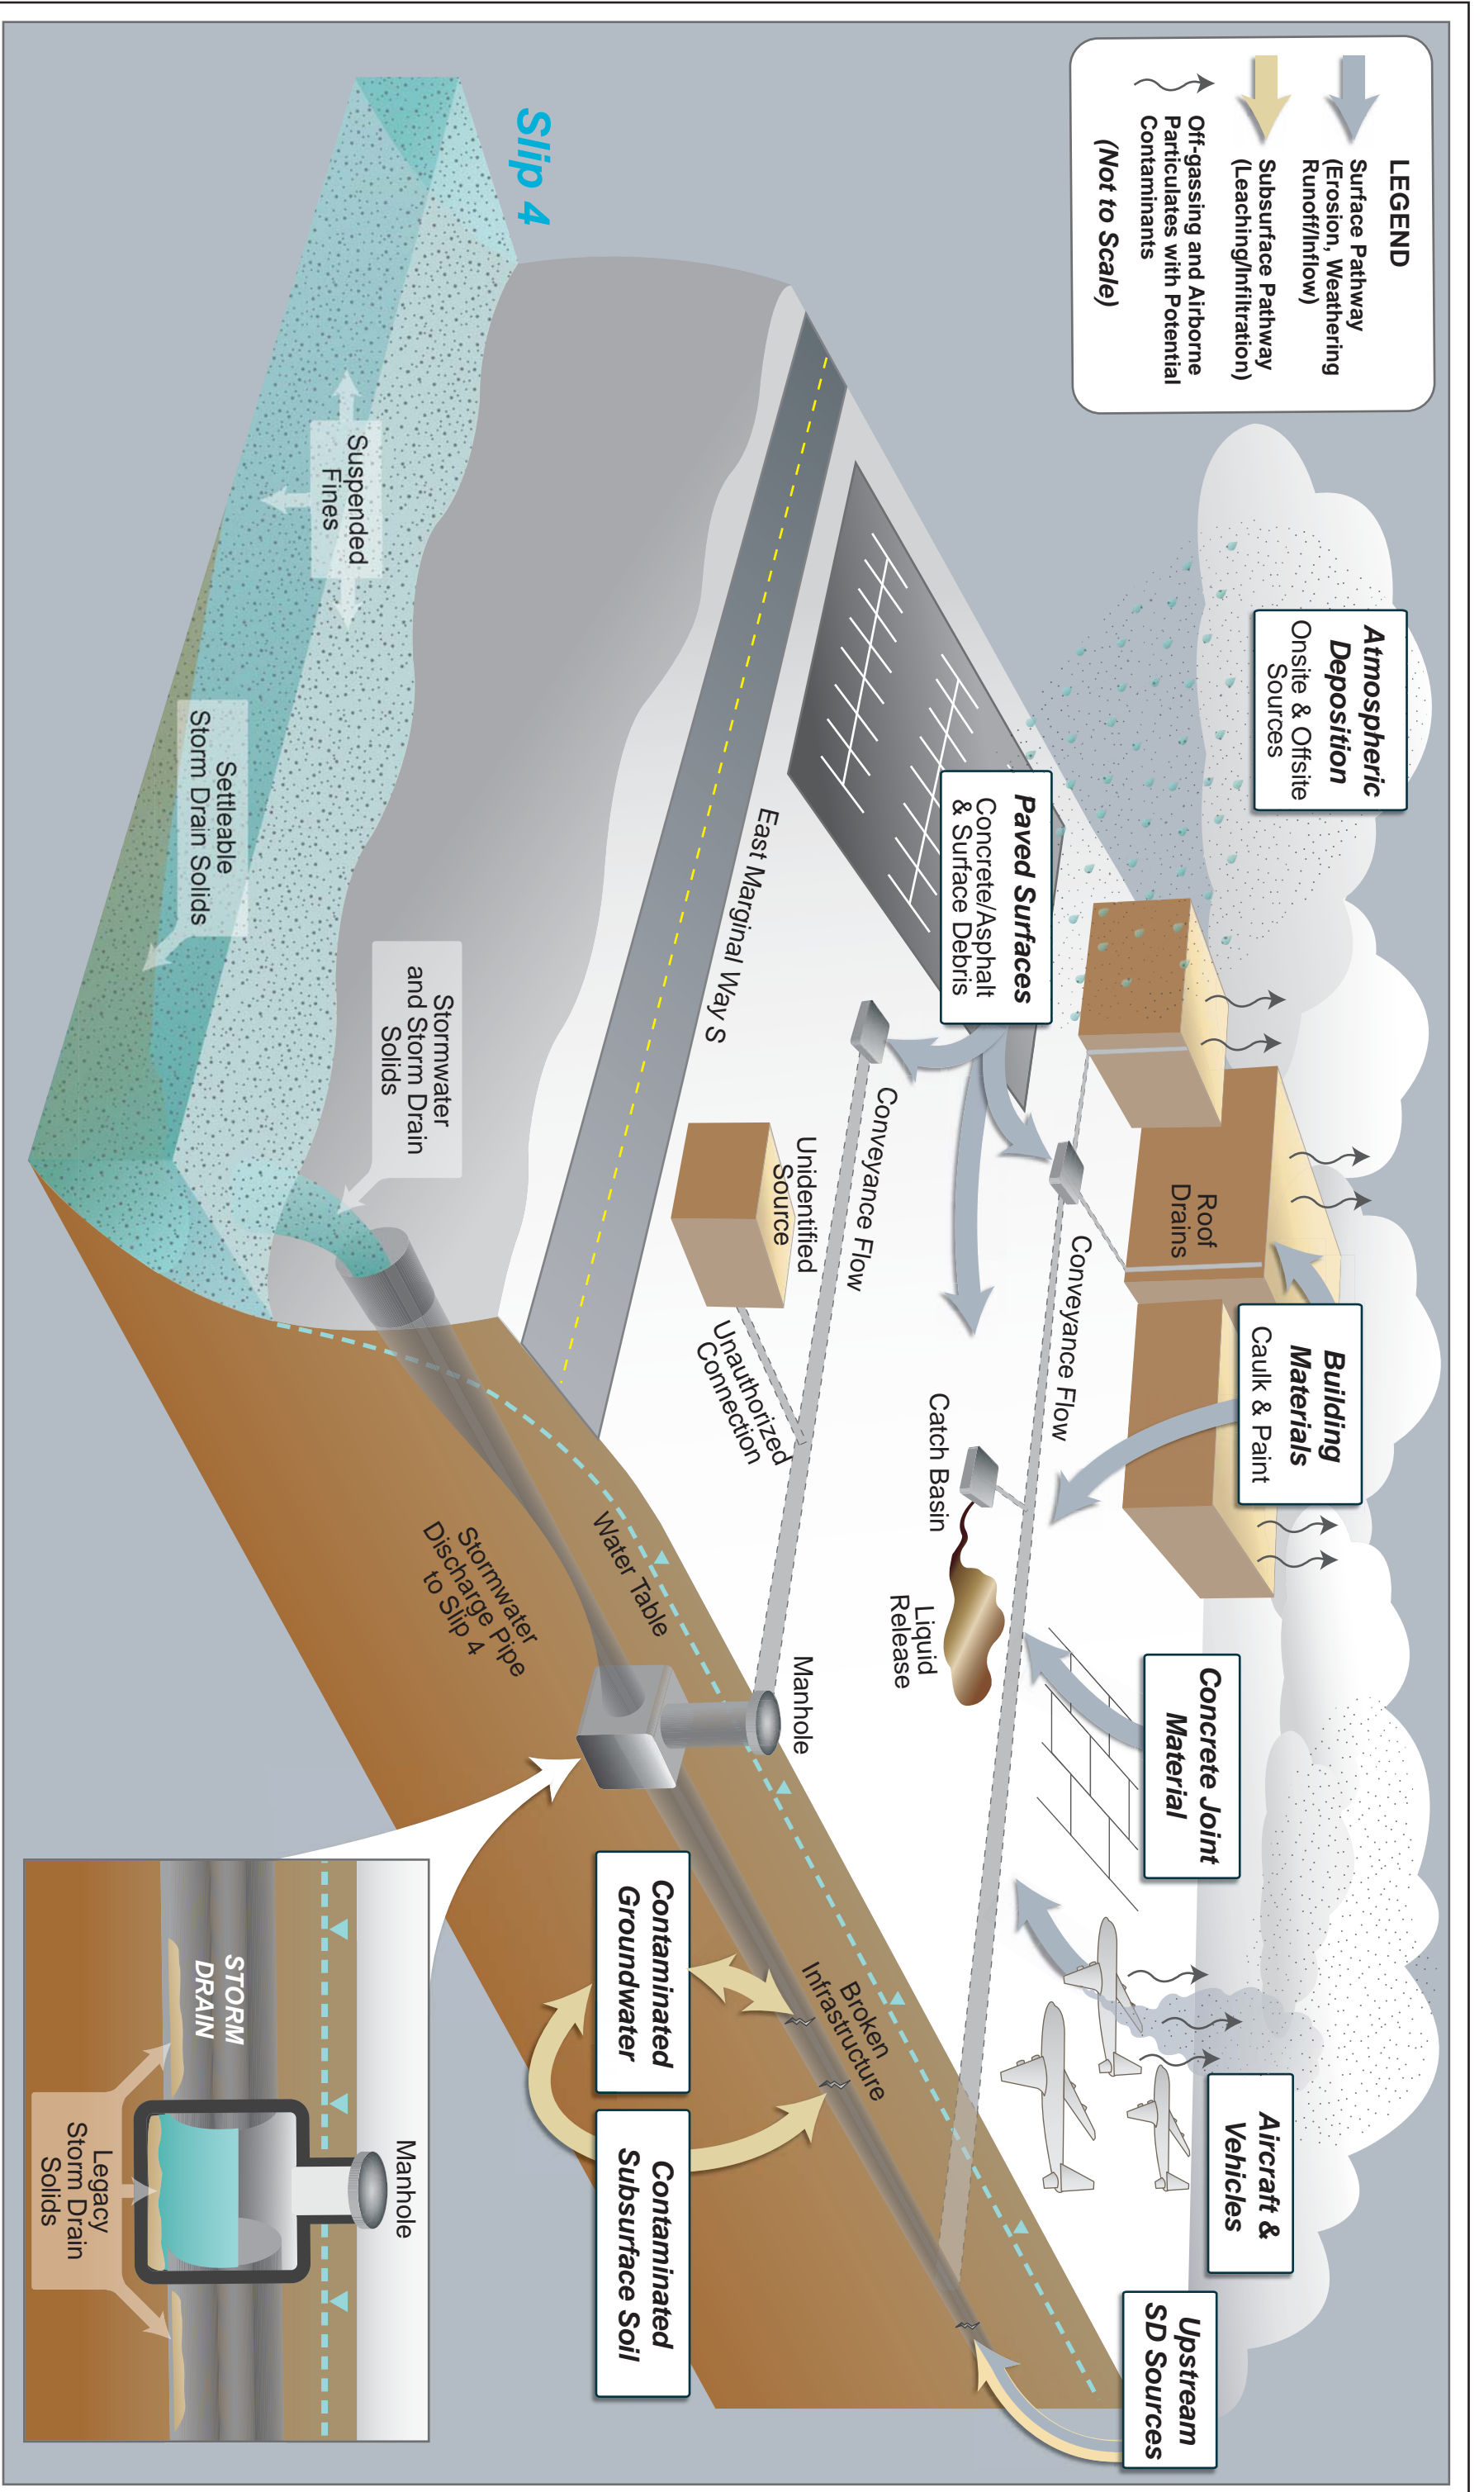 LEGEND
Surface Pathway
(Erosion, Weathering
Runoff/Inflow)
Subsurface Pathway
(Leaching/Infiltration)
Off-gassing and Airborne
Particulates with Potential
Contaminants
(Not to Scale)
Atmospheric
Deposition
Onsite & Offsite
Sources
Building
Materials
Caulk & Paint
Concrete Joint
Material
Aircraft &
Vehicles
Upstream
SD Sources
Roof
Drains
Paved Surfaces
Concrete/Asphalt
& Surface Debris
Conveyance Flow
Catch Basin
Liquid
Release
Conveyance Flow
Unidentified
Source
Unauthorized
Connection
Manhole
East Marginal Way S
Slip 4
Water Table
Broken
Infrastructure
Stormwater
Discharge Pipe
to Slip 4
Contaminated
Groundwater
Contaminated
Subsurface Soil
Stormwater
and Storm Drain
Solids
Suspended
Fines
Settleable
Storm Drain Solids
Manhole
STORM
DRAIN
Legacy
Storm Drain
Solids